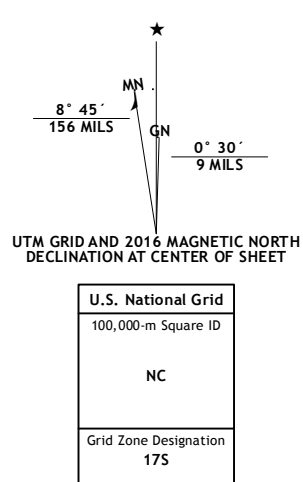 ★
MN
GN
8° 45´
156 MILS
0° 30´
9 MILS
UTM GRID AND 2016 MAGNETIC NORTH
DECLINATION AT CENTER OF SHEET
U.S. National Grid
100,000-m Square ID
NC
Grid Zone Designation
17S